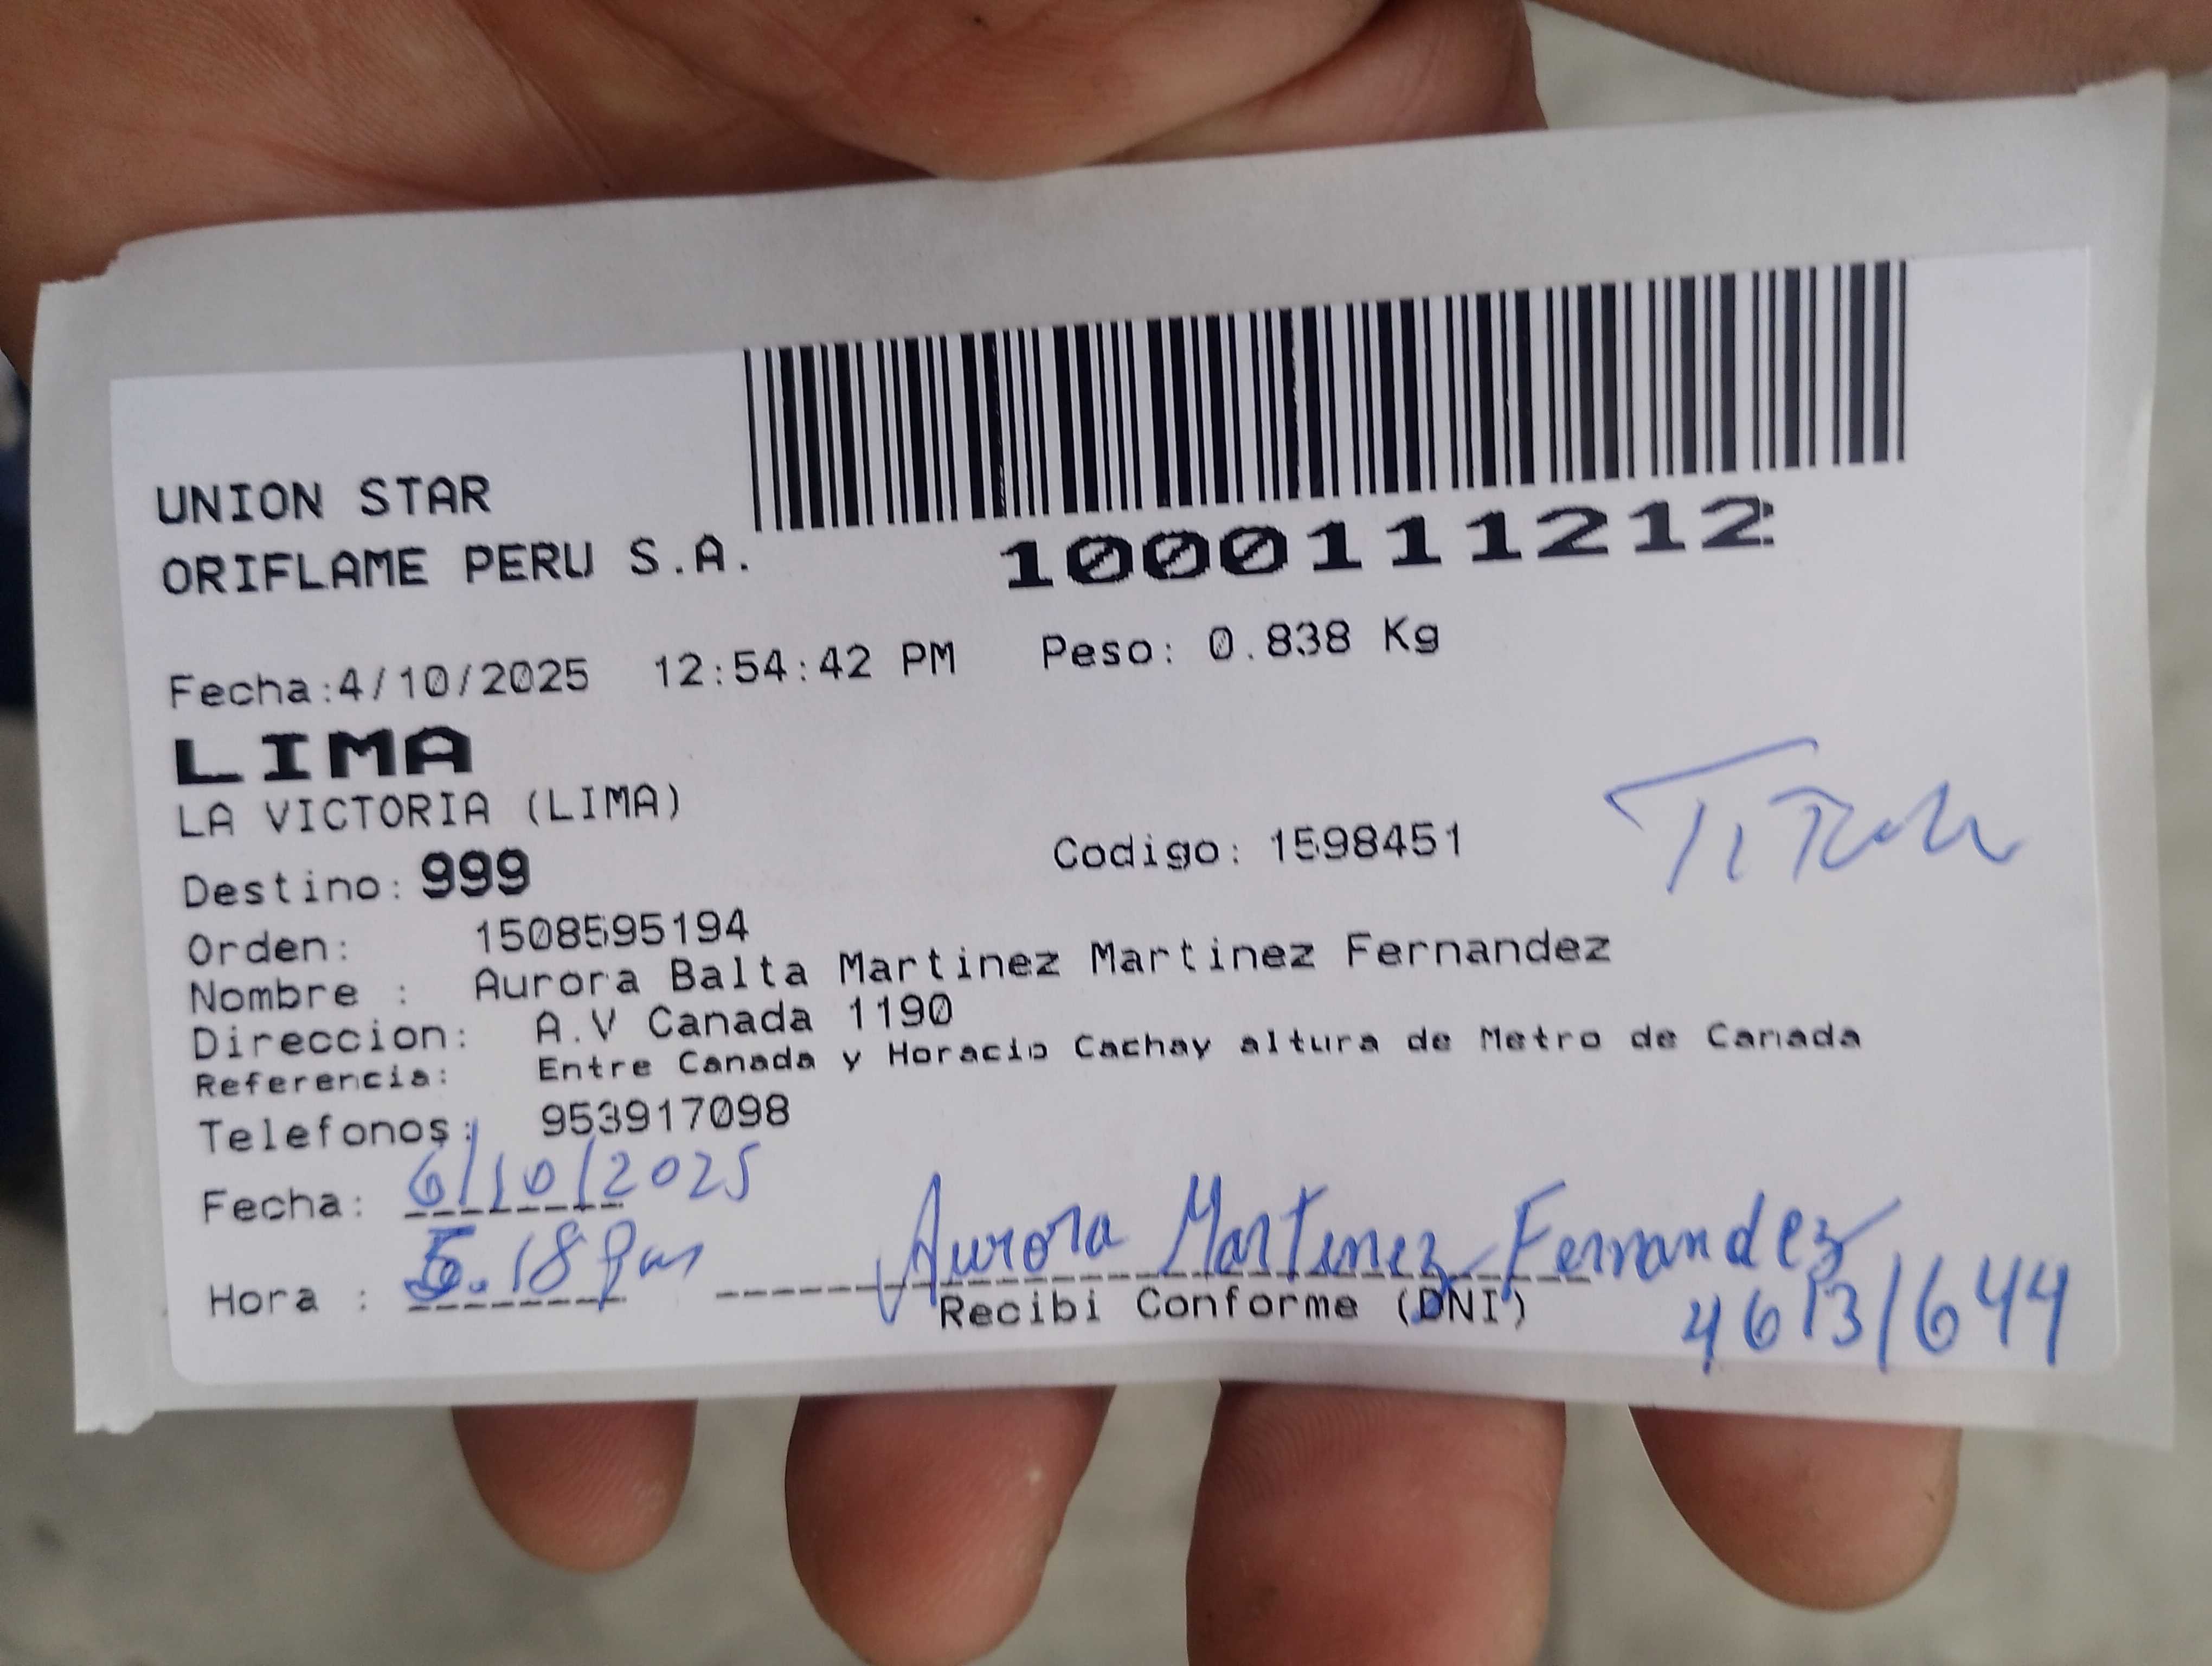 UNION STAR
ORIFLAME PERU S.A.
1000111212
Fecha:4/10/2025 12:54:42 PM Peso: 0.838 Kg
LIMA
LA VICTORIA (LIMA)
Destino: 999 Codigo: 1598451
Orden: 1508595194
Nombre : Aurora Balta Martinez Martinez Fernandez
Direccion: A.V Canada 1190
Referencia: Entre Canada y Horacio Cachay altura de Metro de Canada
Telefonos: 953917098
Fecha: 6/10/2025
Hora : 5.18 pm
Aurora Martinez Fernandez
Recibi Conforme (DNI)
46131644